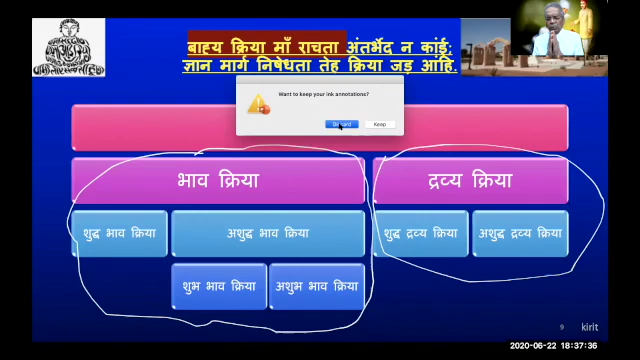 बाह्य क्रिया माँ राचता अंतर्भेद न कांई;
ज्ञान मार्ग निषेधता तेह क्रिया जड़ आहि.
Want to keep your ink annotations?
Discard Keep
भाव क्रिया द्रव्य क्रिया
शुद्ध भाव क्रिया अशुद्ध भाव क्रिया शुद्ध द्रव्य क्रिया अशुद्ध द्रव्य क्रिया
शुभ भाव क्रिया अशुभ भाव क्रिया
9 kirit
2020-06-22 18:37:36